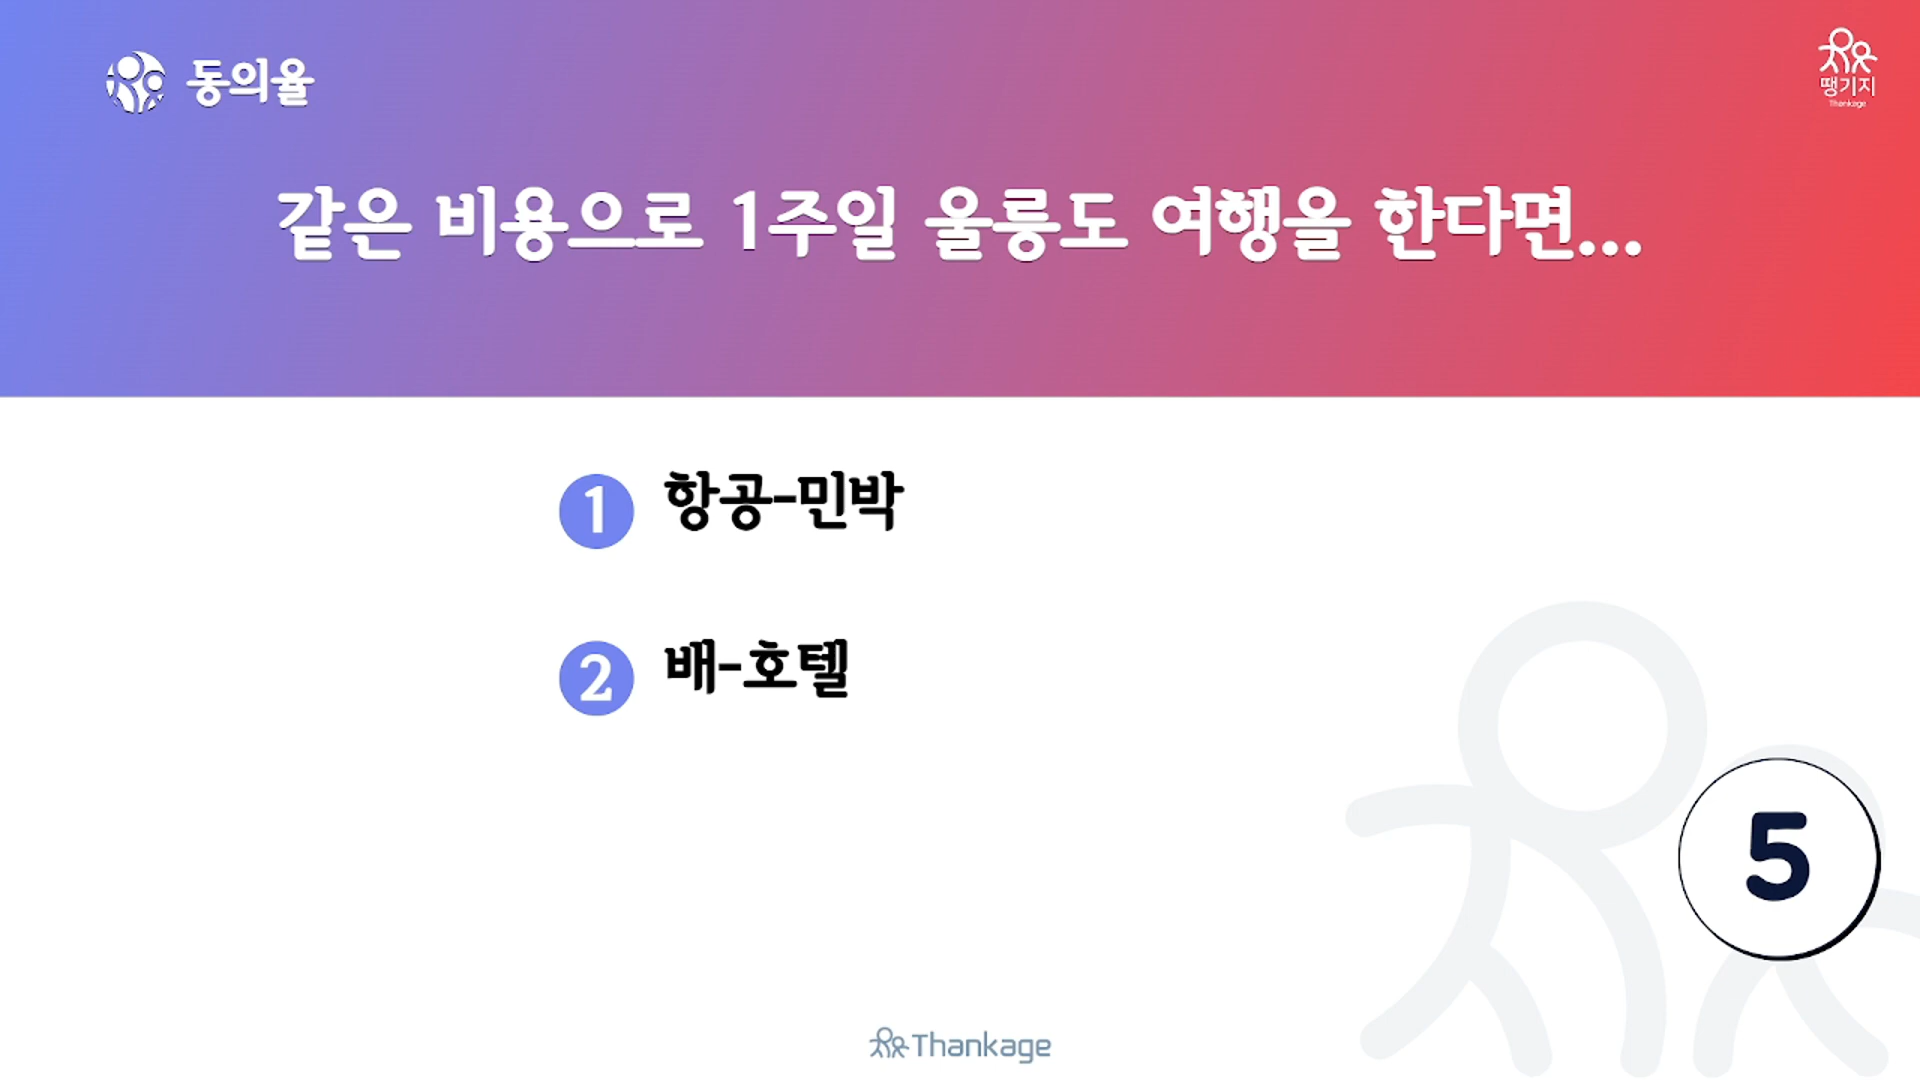 동의율
땡기지
Thankage
같은 비용으로 1주일 울릉도 여행을 한다면...
1 항공-민박
2 배-호텔
5
Thankage